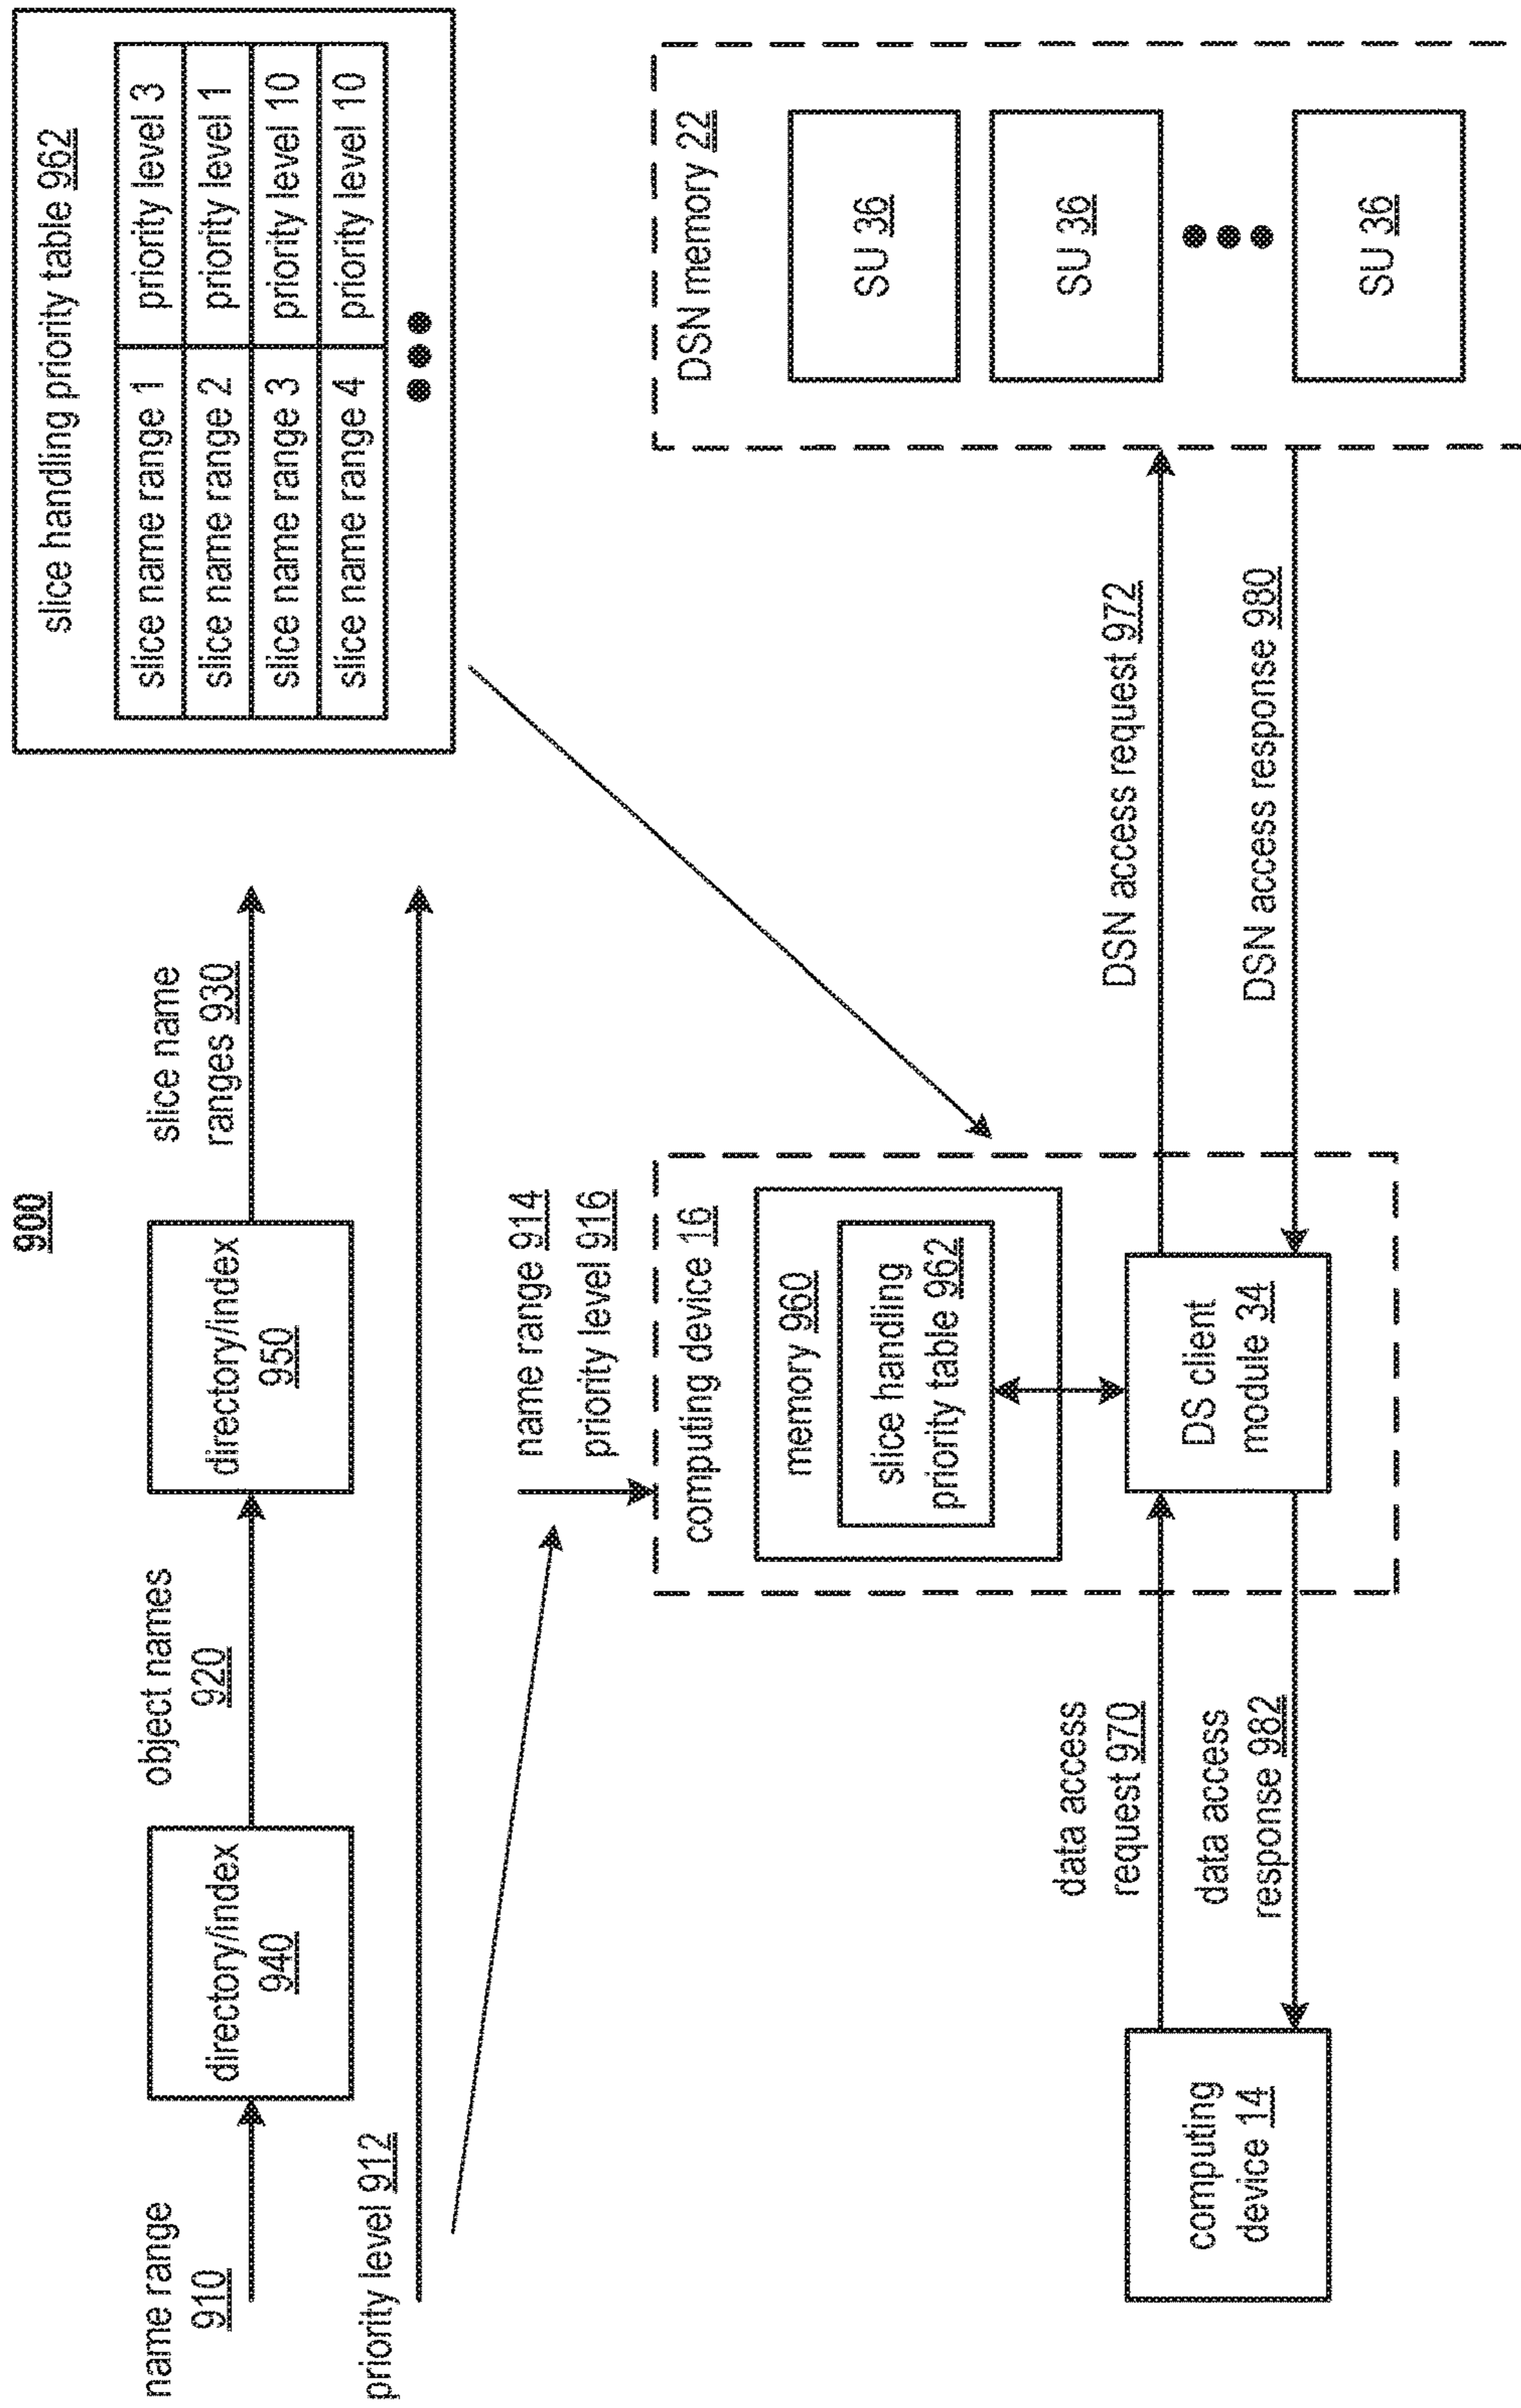 900
name range
910
directory/index
940
object names
920
directory/index
950
slice name
ranges 930
priority level 912
slice handling priority table 962
slice name range 1
priority level 3
slice name range 2
priority level 1
slice name range 3
priority level 10
slice name range 4
priority level 10
name range 914
priority level 916
computing device 16
memory 960
slice handling
priority table 962
DS client
module 34
computing
device 14
data access
request 970
data access
response 982
DSN access request 972
DSN access response 980
DSN memory 22
SU 36
SU 36
SU 36